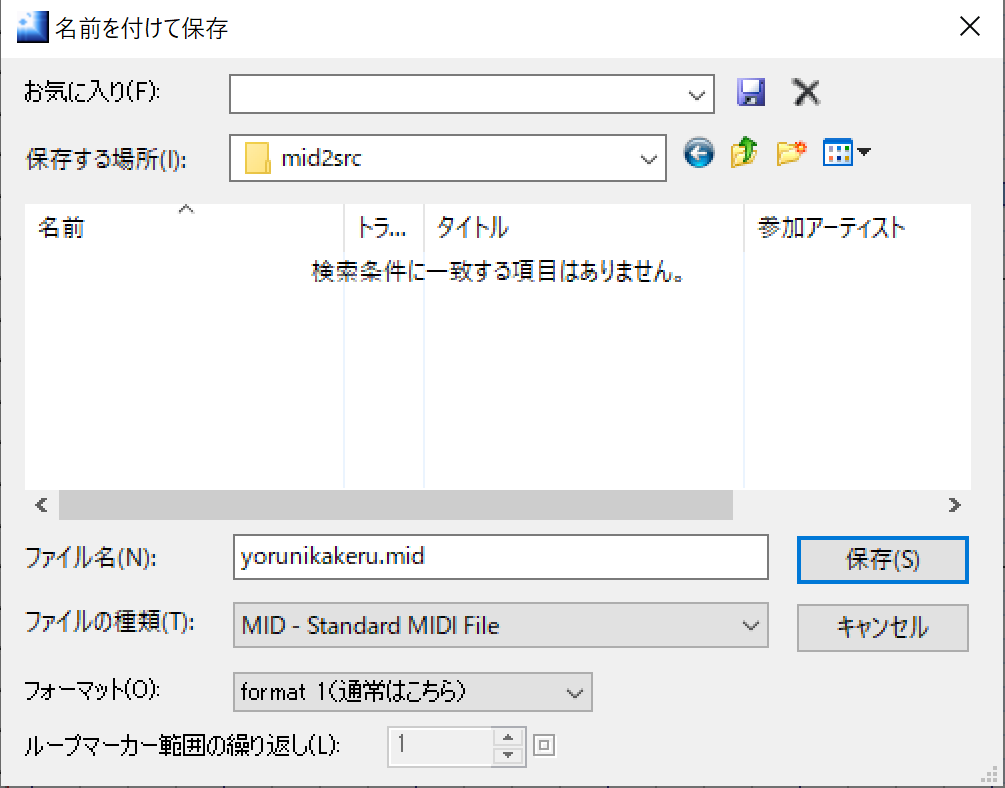 名前を付けて保存
お気に入り(F):
保存する場所(I): mid2src
名前 トラ... タイトル 参加アーティスト
検索条件に一致する項目はありません。
ファイル名(N): yorunikakeru.mid 保存(S)
ファイルの種類(T): MID - Standard MIDI File キャンセル
フォーマット(O): format 1(通常はこちら)
ループマーカー範囲の繰り返し(L): 1